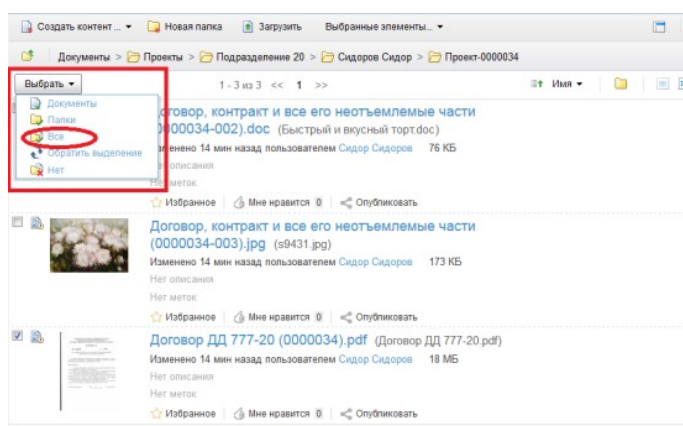 Создать контент ... Новая папка Загрузить Выбранные элементы...
Документы > Проекты > Подразделение 20 > Сидоров Сидор > Проект-0000034
Выбрать 1 - 3 из 3 << 1 >> Имя
Документы
Папки
Все
Обратить выделение
Нет
договор, контракт и все его неотъемлемые части
0000034-002).doc (Быстрый и вкусный торт.doc)
менено 14 мин назад пользователем Сидор Сидоров 76 КБ
описания
Нет меток
Избранное Мне нравится 0 Опубликовать
Договор, контракт и все его неотъемлемые части
(0000034-003).jpg (s9431.jpg)
Изменено 14 мин назад пользователем Сидор Сидоров 173 КБ
Нет описания
Нет меток
Избранное Мне нравится 0 Опубликовать
Договор ДД 777-20 (0000034).pdf (Договор ДД 777-20.pdf)
Изменено 14 мин назад пользователем Сидор Сидоров 18 МБ
Нет описания
Нет меток
Избранное Мне нравится 0 Опубликовать